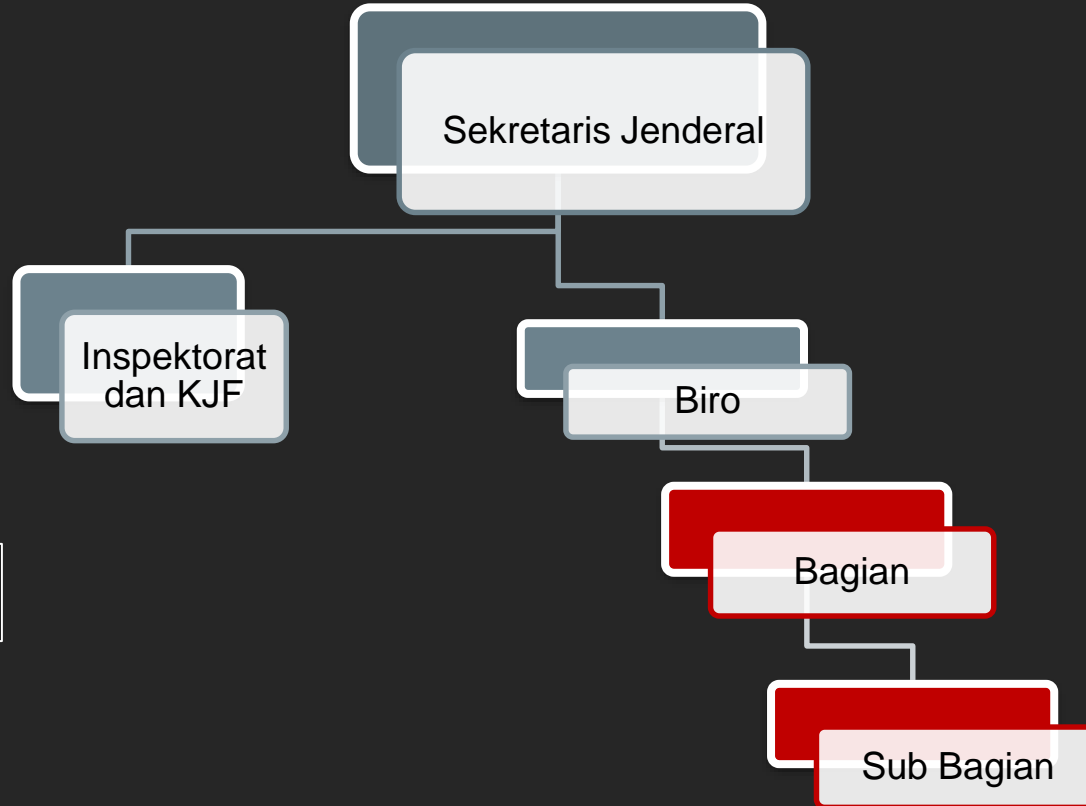 Sekretaris Jenderal
Inspektorat
dan KJF
Biro
Bagian
Sub Bagian